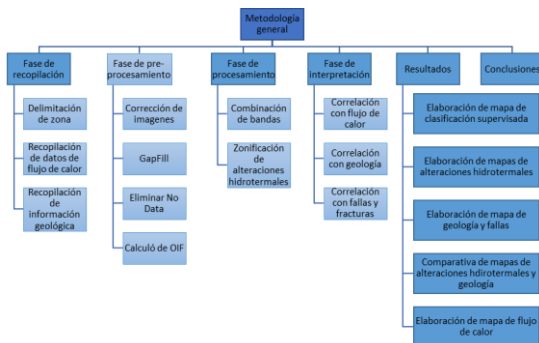 Metodología
general
Fase de
recopilación
Fase de pre-
procesamiento
Fase de
procesamiento
Fase de
interpretación
Resultados
Conclusiones
Delimitación
de zona
Recopilación
de datos de
flujo de calor
Recopilación
de
información
geológica
Corrección de
imagenes
GapFill
Eliminar No
Data
Calculó de OIF
Combinación
de bandas
Zonificación
de
alteraciones
hidrotermales
Correlación
con flujo de
calor
Correlación
con geología
Correlación
con fallas y
fracturas
Elaboración de mapa de
clasificación supervisada
Elaboración de mapas de
alteraciones hidrotermales
Elaboración de mapa de
geología y fallas
Comparativa de mapas de
alteraciones hdirotermales y
geología
Elaboración de mapa de flujo
de calor